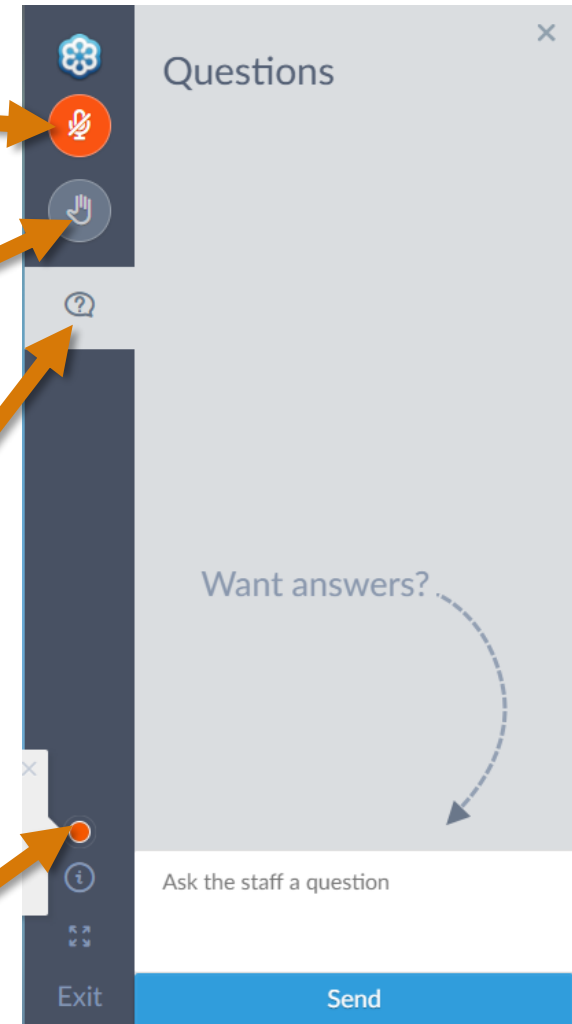 Questions
Want answers?
Ask the staff a question
Exit
Send